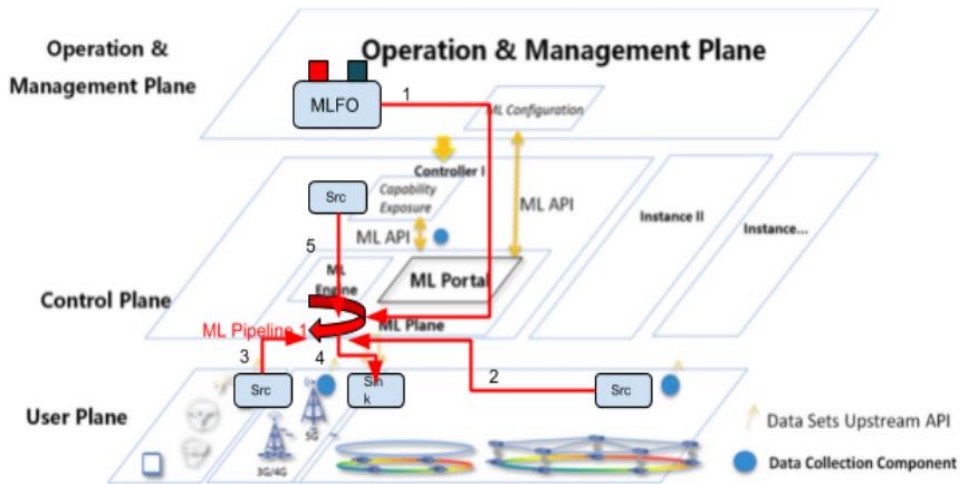 Operation &
Management Plane
Operation & Management Plane
MLFO
1
ML Configuration
Controller I
Src
Capability
Exposure
ML API
Instance II
Instance...
5
ML API
ML
Engine
ML Portal
Control Plane
ML Pipeline 1
ML Plane
3
4
2
Src
Sin
k
Src
User Plane
5G
3G/4G
Data Sets Upstream API
Data Collection Component